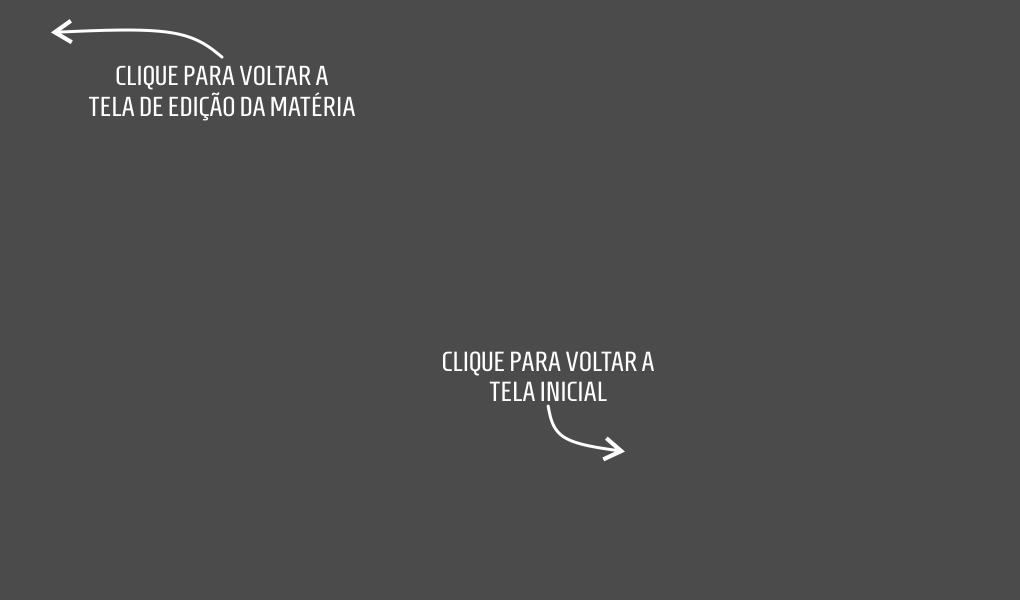 CLIQUE PARA VOLTAR A
TELA DE EDIÇÃO DA MATÉRIA
CLIQUE PARA VOLTAR A
TELA INICIAL